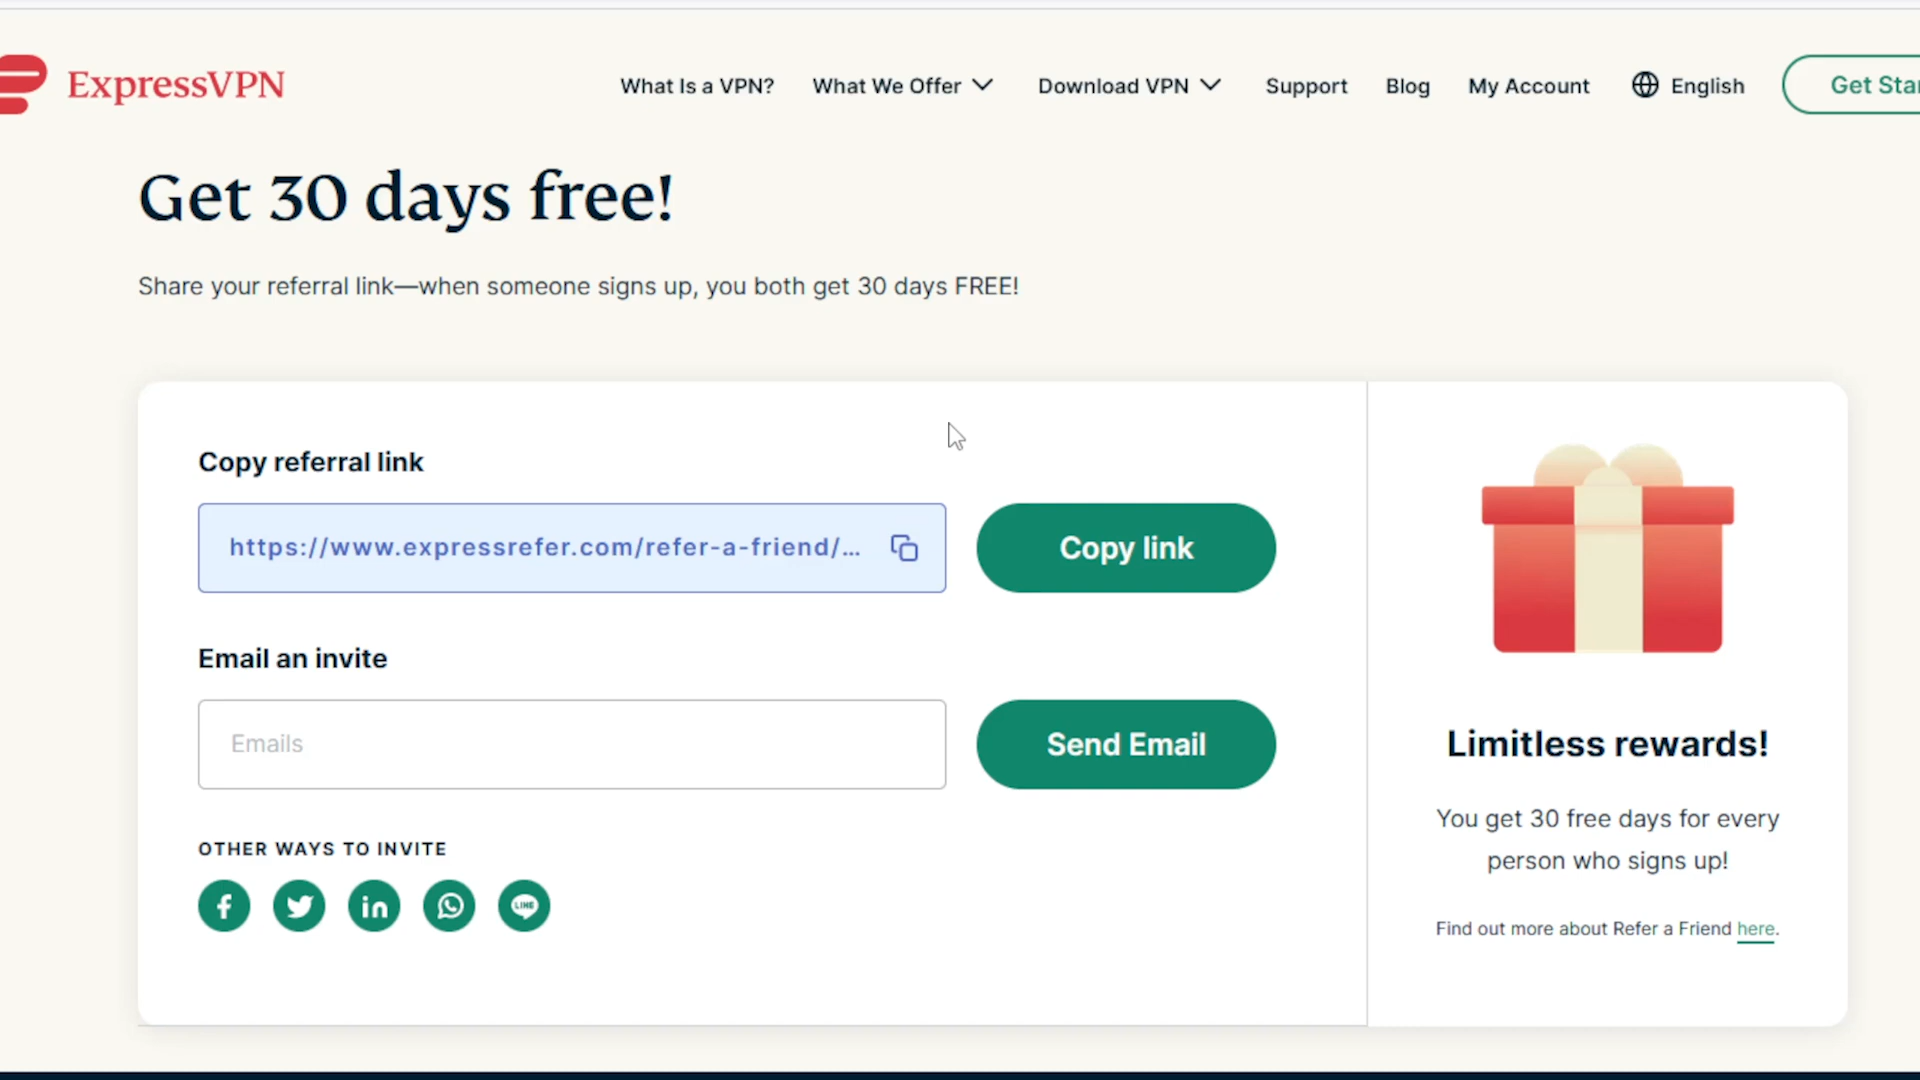 ExpressVPN
What Is a VPN? What We Offer Download VPN Support Blog My Account English Get Star
Get 30 days free!
Share your referral link—when someone signs up, you both get 30 days FREE!
Copy referral link
https://www.expressrefer.com/refer-a-friend/...
Copy link
Email an invite
Emails
Send Email
OTHER WAYS TO INVITE
LINE
Limitless rewards!
You get 30 free days for every
person who signs up!
Find out more about Refer a Friend here.